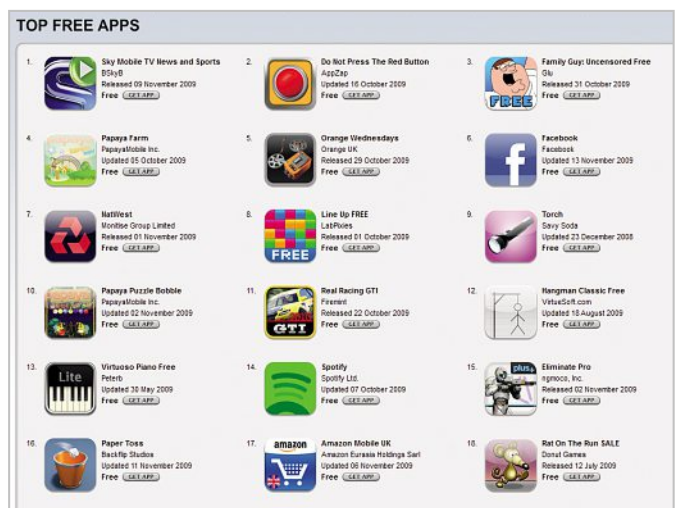 TOP FREE APPS
1.
Sky Mobile TV News and Sports
BSkyB
Released 09 November 2009
Free GET APP
2.
Do Not Press The Red Button
AppZap
Updated 16 October 2009
Free GET APP
3.
FREE
Family Guy: Uncensored Free
Glu
Released 31 October 2009
Free GET APP
4.
Papaya Farm
PapayaMobile Inc.
Updated 05 October 2009
Free GET APP
5.
Orange Wednesdays
Orange UK
Released 29 October 2009
Free GET APP
6.
f
Facebook
Facebook
Updated 13 November 2009
Free GET APP
7.
NatWest
Monitise Group Limited
Released 01 November 2009
Free GET APP
8.
FREE
Line Up FREE
LabPixies
Released 01 October 2009
Free GET APP
9.
Torch
Savy Soda
Updated 23 December 2008
Free GET APP
10.
Papaya Puzzle Bobble
PapayaMobile Inc.
Updated 02 November 2009
Free GET APP
11.
GTI
Real Racing GTI
Firemint
Released 22 October 2009
Free GET APP
12.
Hangman Classic Free
VirtueSoft.com
Updated 18 August 2009
Free GET APP
13.
Lite
Virtuoso Piano Free
Peterb
Updated 30 May 2009
Free GET APP
14.
Spotify
Spotify Ltd.
Updated 07 October 2009
Free GET APP
15.
plus+
Eliminate Pro
ngmoco, Inc.
Released 02 November 2009
Free GET APP
16.
Paper Toss
Backflip Studios
Updated 11 November 2009
Free GET APP
17.
amazon
Amazon Mobile UK
Amazon Eurasia Holdings Sarl
Updated 06 November 2009
Free GET APP
18.
Rat On The Run SALE
Donut Games
Released 12 July 2009
Free GET APP